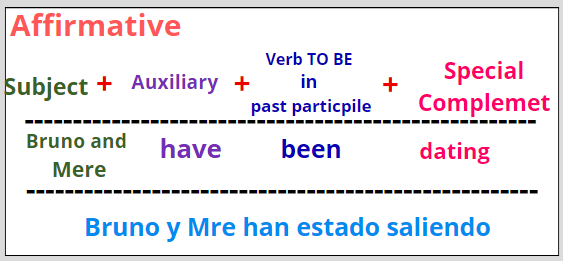 Affirmative
Subject + Auxiliary + Verb TO BE in past particpile + Special Complemet
Bruno and Mere have been dating
Bruno y Mre han estado saliendo